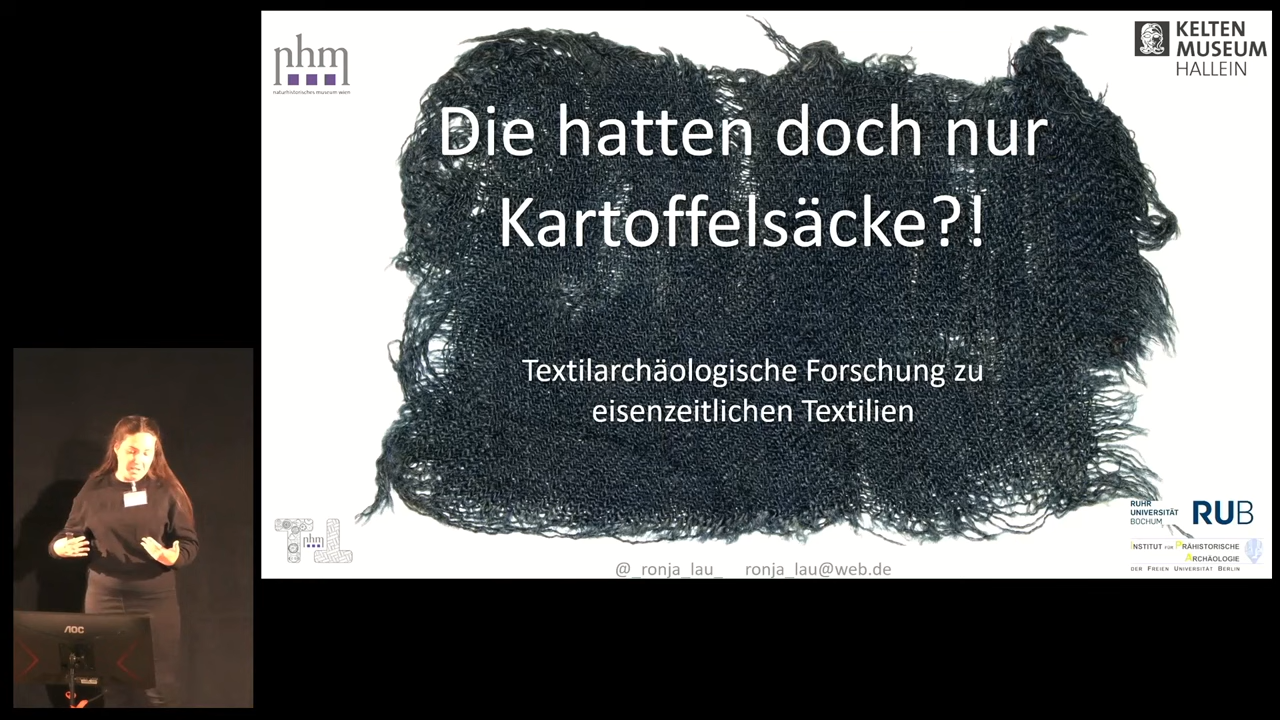 nhm
naturhistorisches museum wien
KELTEN
MUSEUM
HALLEIN
Die hatten doch nur
Kartoffelsäcke?!
Textilarchäologische Forschung zu
eisenzeitlichen Textilien
RUHR
UNIVERSITÄT
BOCHUM
RUB
nhm
INSTITUT FÜR PRÄHISTORISCHE
ARCHÄOLOGIE
DER FREIEN UNIVERSITÄT BERLIN
@_ronja_lau_ ronja_lau@web.de
AOC